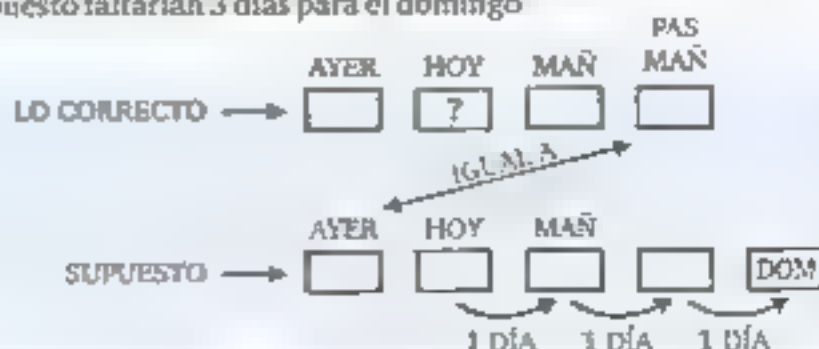 puesto faltarían 3 días para el domingo
PAS
AYER HOY MAÑ MAÑ
LO CORRECTO ?
IGUAL A
AYER HOY MAÑ
SUPUESTO DOM
1 DÍA 1 DÍA 1 DÍA